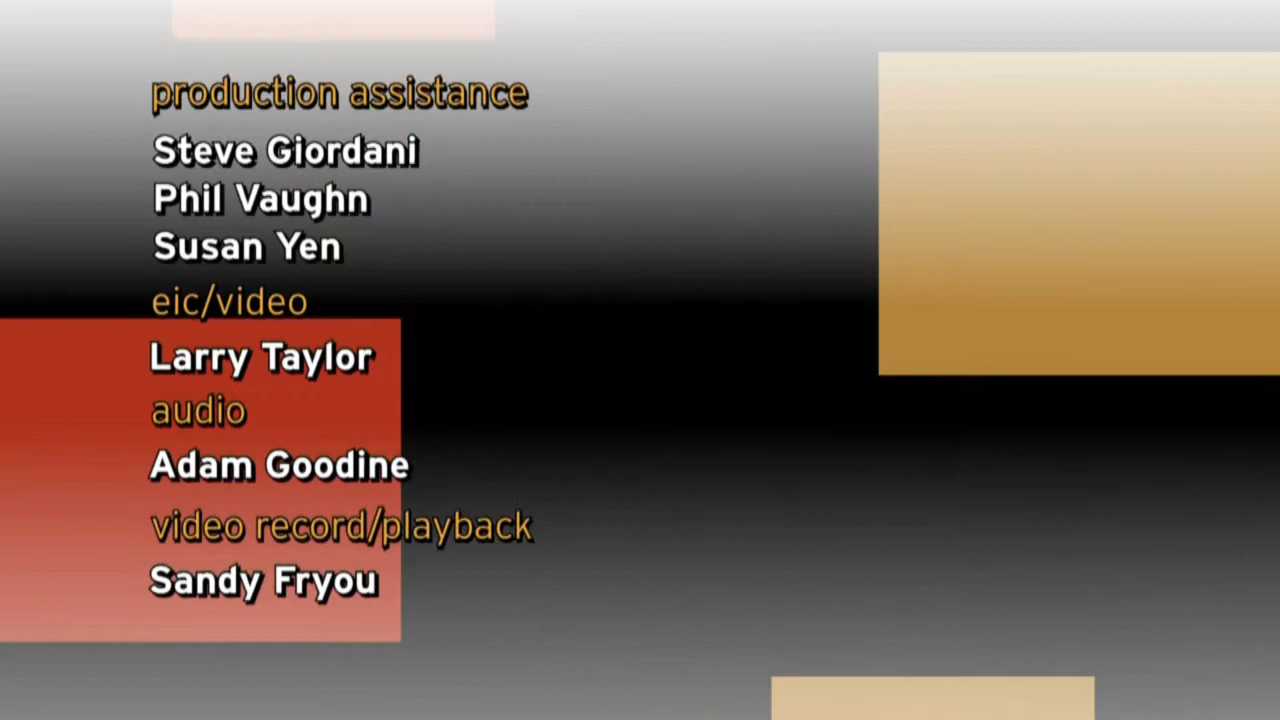 production assistance
Steve Giordani
Phil Vaughn
Susan Yen
eic/video
Larry Taylor
audio
Adam Goodine
video record/playback
Sandy Fryou